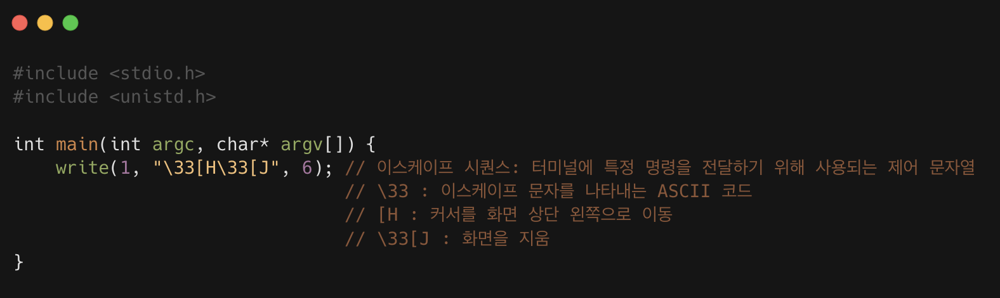 #include <stdio.h>
#include <unistd.h>

int main(int argc, char* argv[]) {
    write(1, "\33[H\33[J", 6); // 이스케이프 시퀀스: 터미널에 특정 명령을 전달하기 위해 사용되는 제어 문자열
                               // \33 : 이스케이프 문자를 나타내는 ASCII 코드
                               // [H : 커서를 화면 상단 왼쪽으로 이동
                               // \33[J : 화면을 지움
}